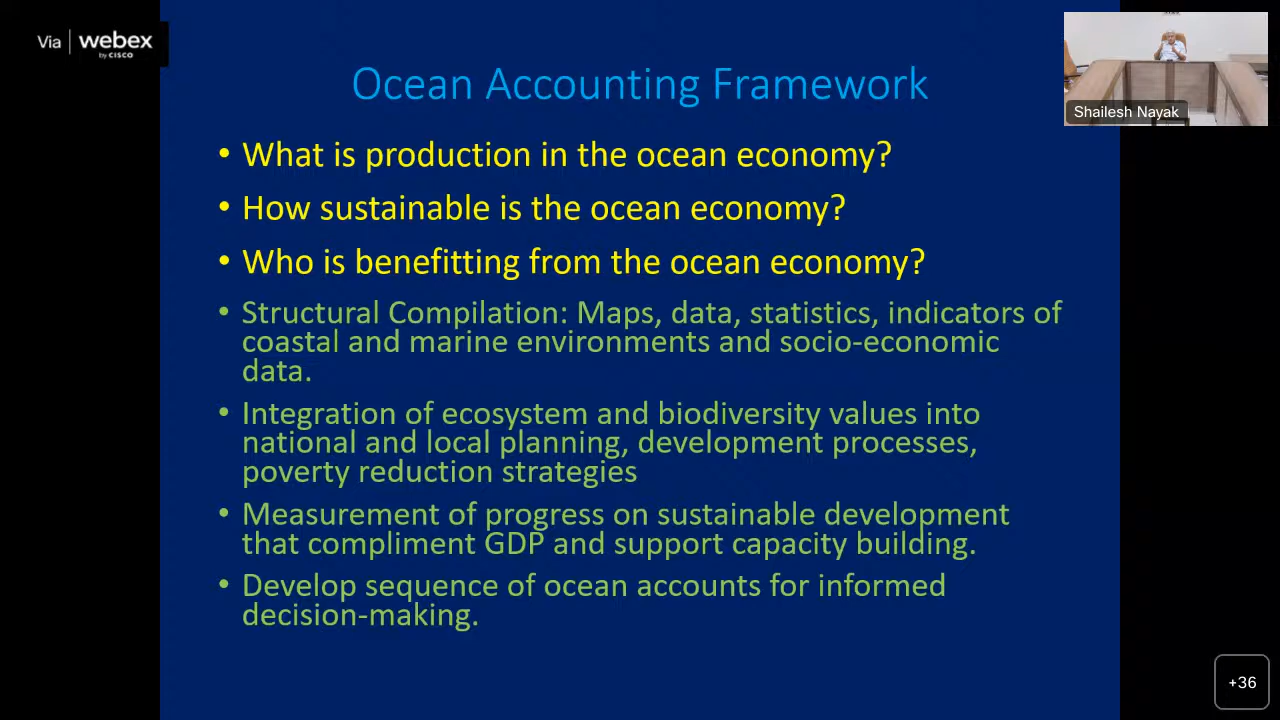 Via | webex
by CISCO
Ocean Accounting Framework
Shailesh Nayak
• What is production in the ocean economy?
• How sustainable is the ocean economy?
• Who is benefitting from the ocean economy?
• Structural Compilation: Maps, data, statistics, indicators of
coastal and marine environments and socio-economic
data.
• Integration of ecosystem and biodiversity values into
national and local planning, development processes,
poverty reduction strategies
• Measurement of progress on sustainable development
that compliment GDP and support capacity building.
• Develop sequence of ocean accounts for informed
decision-making.
+36